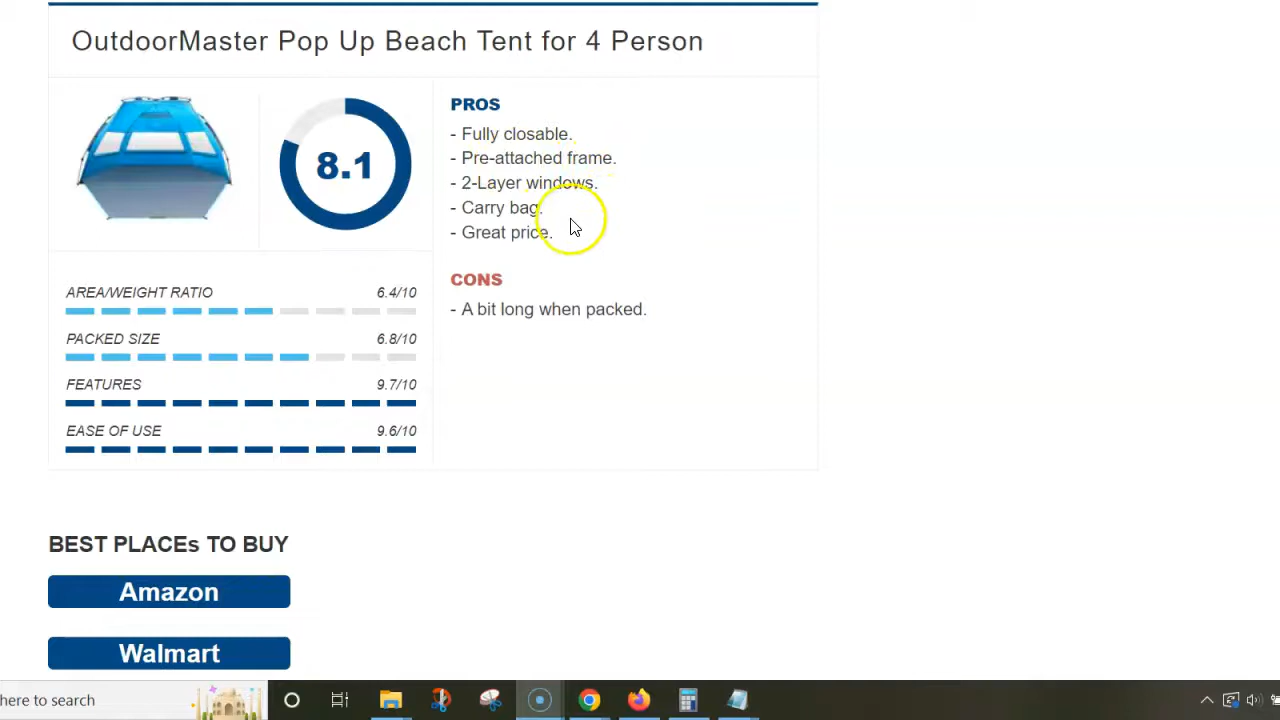 OutdoorMaster Pop Up Beach Tent for 4 Person
8.1
PROS
- Fully closable.
- Pre-attached frame.
- 2-Layer windows.
- Carry bag.
- Great price.
CONS
- A bit long when packed.
AREA/WEIGHT RATIO 6.4/10
PACKED SIZE 6.8/10
FEATURES 9.7/10
EASE OF USE 9.6/10
BEST PLACEs TO BUY
Amazon
Walmart
here to search